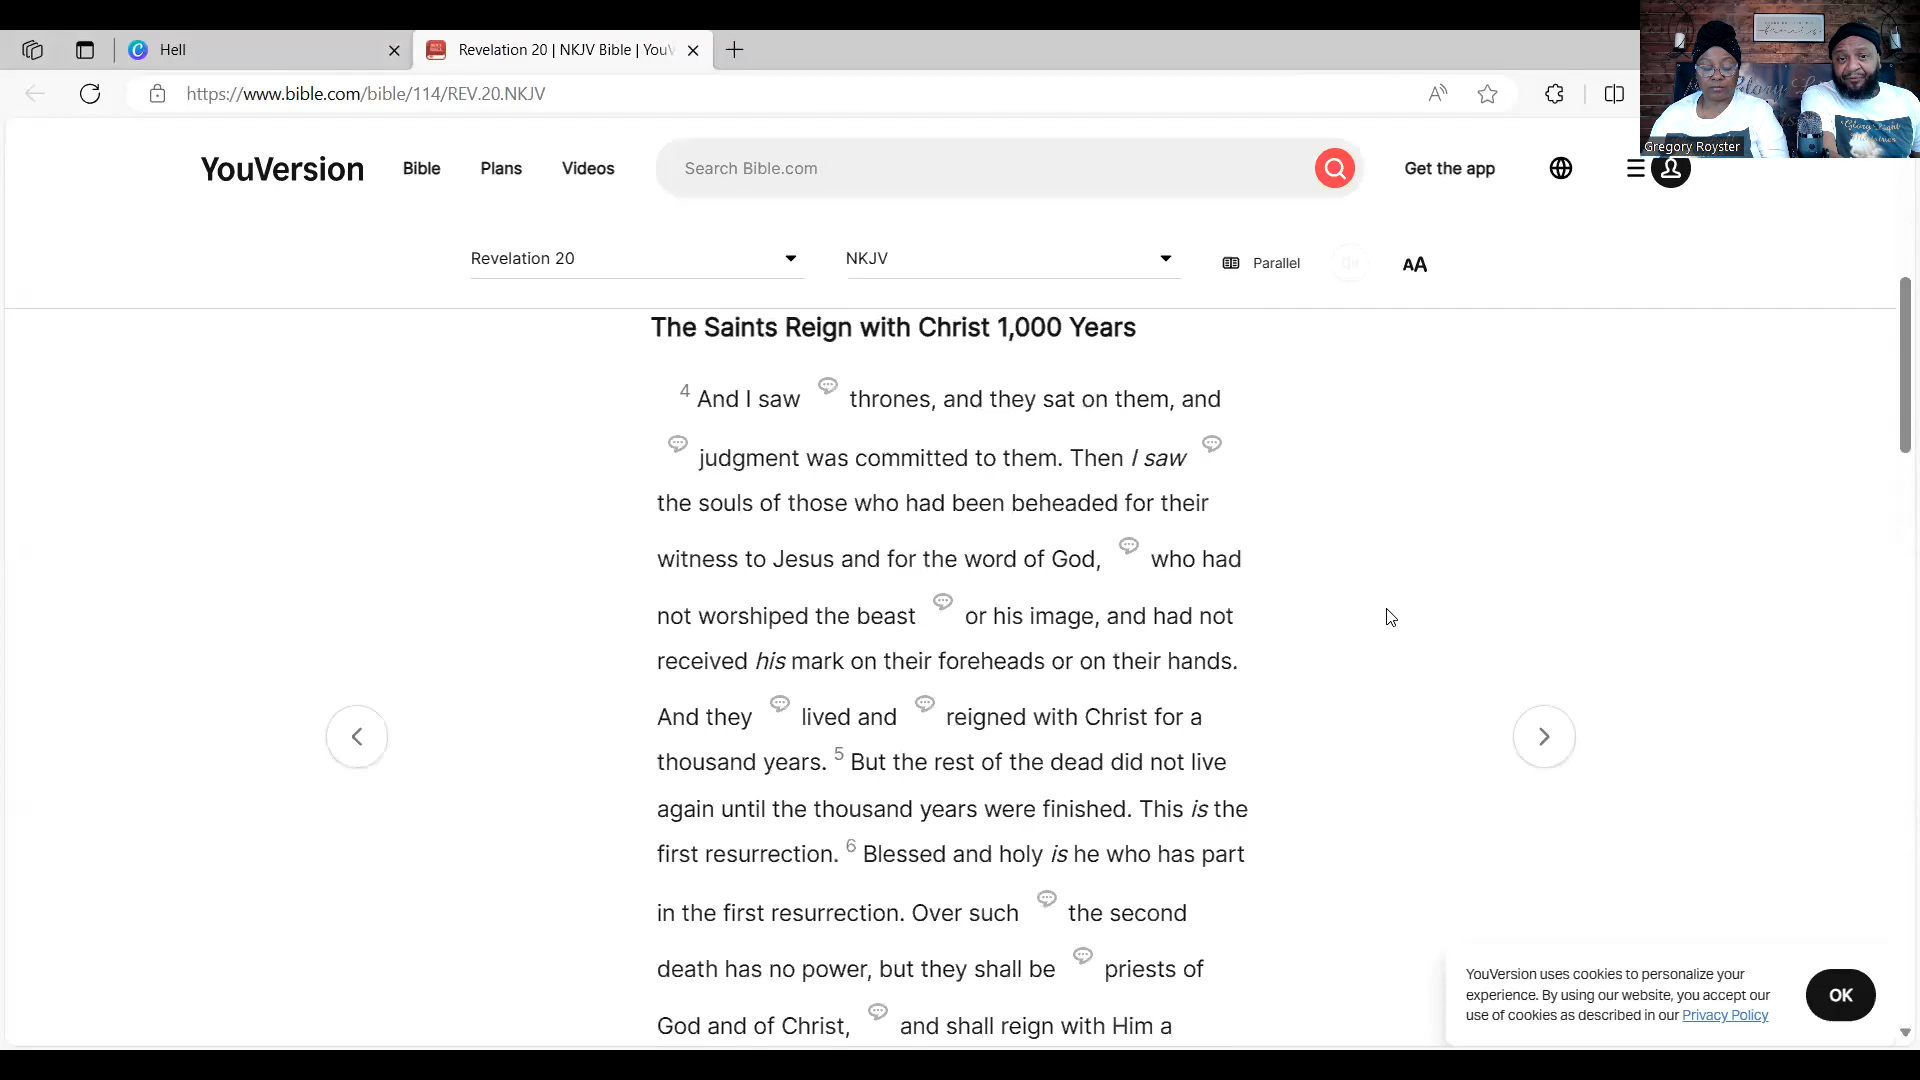 Hell
Revelation 20 | NKJV Bible | YouV
https://www.bible.com/bible/114/REV.20.NKJV
Gregory Royster
YouVersion
Bible
Plans
Videos
Search Bible.com
Get the app
Revelation 20
NKJV
Parallel
AA
The Saints Reign with Christ 1,000 Years
4 And I saw thrones, and they sat on them, and
judgment was committed to them. Then I saw
the souls of those who had been beheaded for their
witness to Jesus and for the word of God, who had
not worshiped the beast or his image, and had not
received his mark on their foreheads or on their hands.
And they lived and reigned with Christ for a
thousand years. 5 But the rest of the dead did not live
again until the thousand years were finished. This is the
first resurrection. 6 Blessed and holy is he who has part
in the first resurrection. Over such the second
death has no power, but they shall be priests of
God and of Christ, and shall reign with Him a
YouVersion uses cookies to personalize your
experience. By using our website, you accept our
use of cookies as described in our Privacy Policy
OK